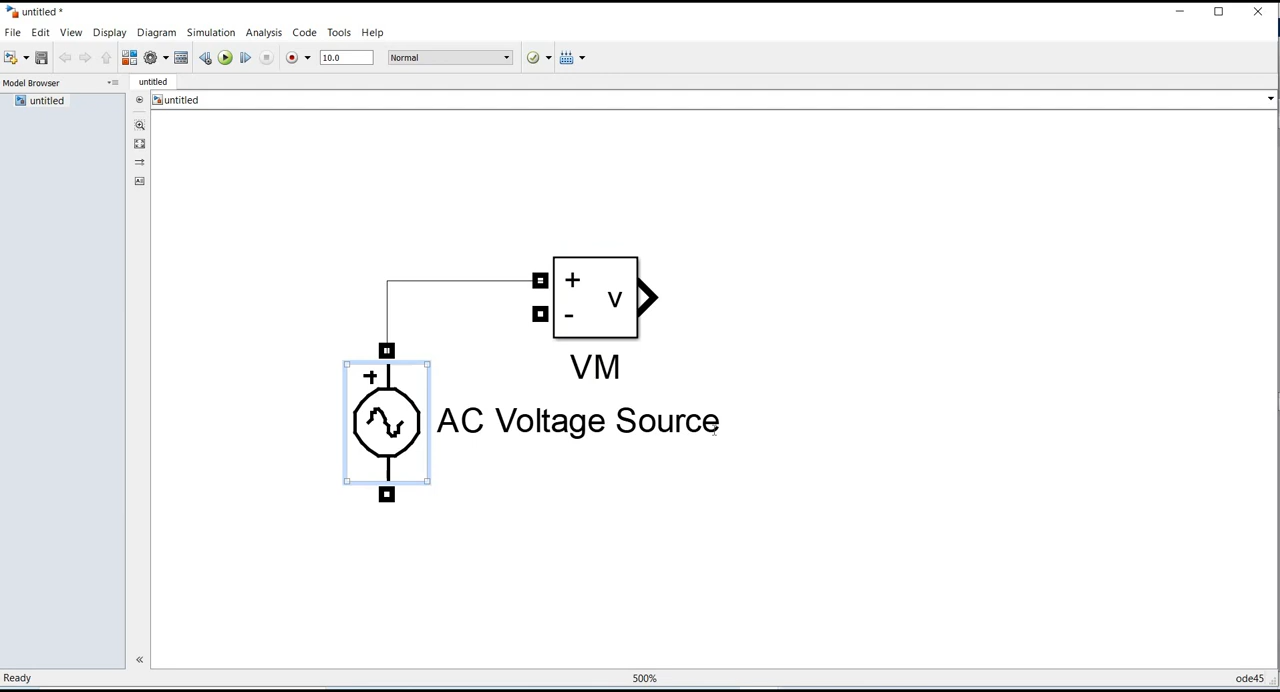 untitled *
File Edit View Display Diagram Simulation Analysis Code Tools Help
10.0 Normal
Model Browser
untitled
untitled
untitled
+
-
v
VM
+
AC Voltage Source
Ready
500%
ode45